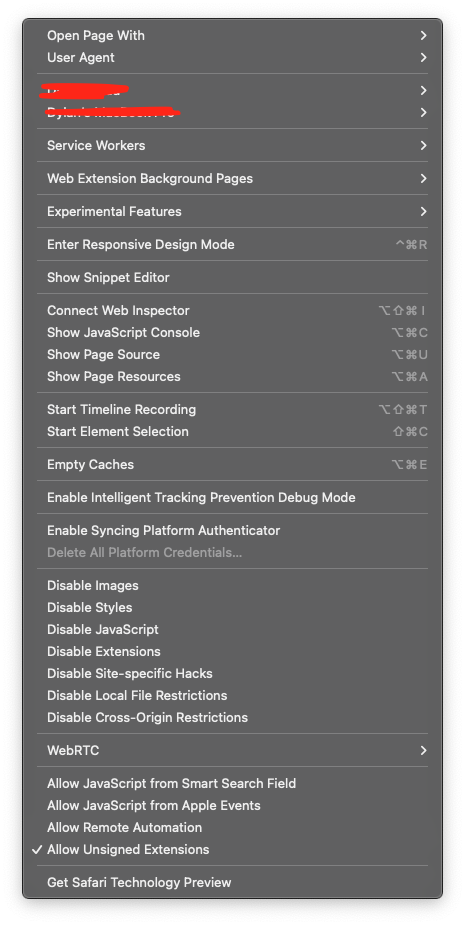 Open Page With
User Agent
Service Workers
Web Extension Background Pages
Experimental Features
Enter Responsive Design Mode ^⌘R
Show Snippet Editor
Connect Web Inspector ⌥⇧⌘I
Show JavaScript Console ⌥⌘C
Show Page Source ⌥⌘U
Show Page Resources ⌥⌘A
Start Timeline Recording ⌥⇧⌘T
Start Element Selection ⇧⌘C
Empty Caches ⌥⌘E
Enable Intelligent Tracking Prevention Debug Mode
Enable Syncing Platform Authenticator
Delete All Platform Credentials...
Disable Images
Disable Styles
Disable JavaScript
Disable Extensions
Disable Site-specific Hacks
Disable Local File Restrictions
Disable Cross-Origin Restrictions
WebRTC
Allow JavaScript from Smart Search Field
Allow JavaScript from Apple Events
Allow Remote Automation
✓ Allow Unsigned Extensions
Get Safari Technology Preview